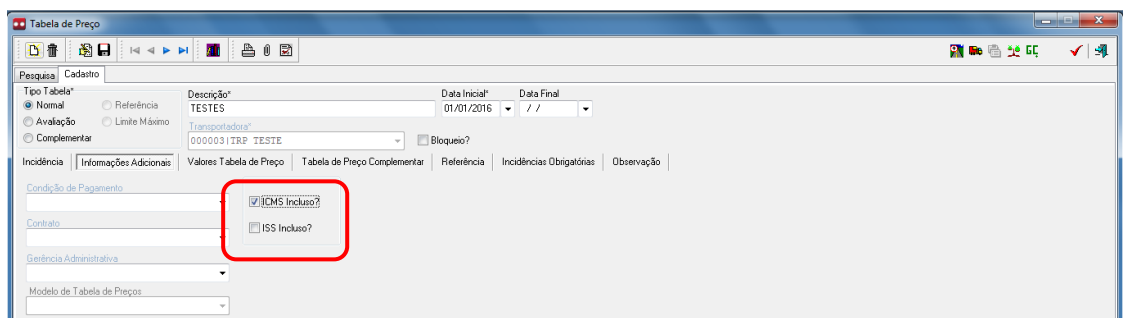 Tabela de Preço
Pesquisa Cadastro
Tipo Tabela*
Normal Referência
Avaliação Limite Máximo
Complementar
Descrição* Data Inicial* Data Final
TESTES 01/01/2016 / /
Transportadora*
000003|TRP TESTE Bloqueio?
Incidência Informações Adicionais Valores Tabela de Preço Tabela de Preço Complementar Referência Incidências Obrigatórias Observação
Condição de Pagamento
ICMS Incluso?
Contrato
ISS Incluso?
Gerência Administrativa
Modelo de Tabela de Preços